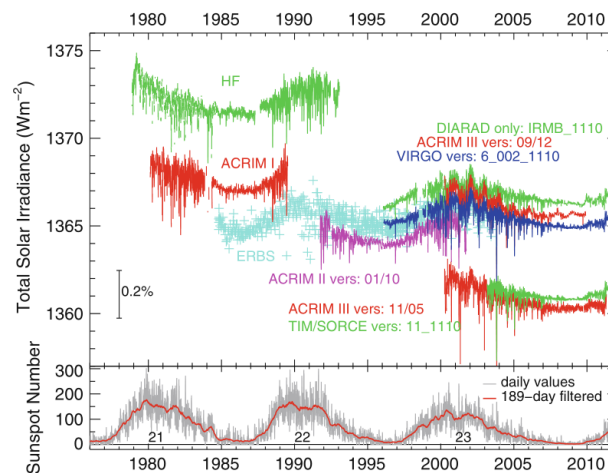 1980 1985 1990 1995 2000 2005 2010
Total Solar Irradiance (Wm−2)
1375
1370
1365
1360
HF
ACRIM I
ERBS
DIARAD only: IRMB_1110
ACRIM III vers: 09/12
VIRGO vers: 6_002_1110
ACRIM II vers: 01/10
0.2%
ACRIM III vers: 11/05
TIM/SORCE vers: 11_1110
Sunspot Number
300
200
100
0
daily values
189−day filtered
21 22 23
1980 1985 1990 1995 2000 2005 2010